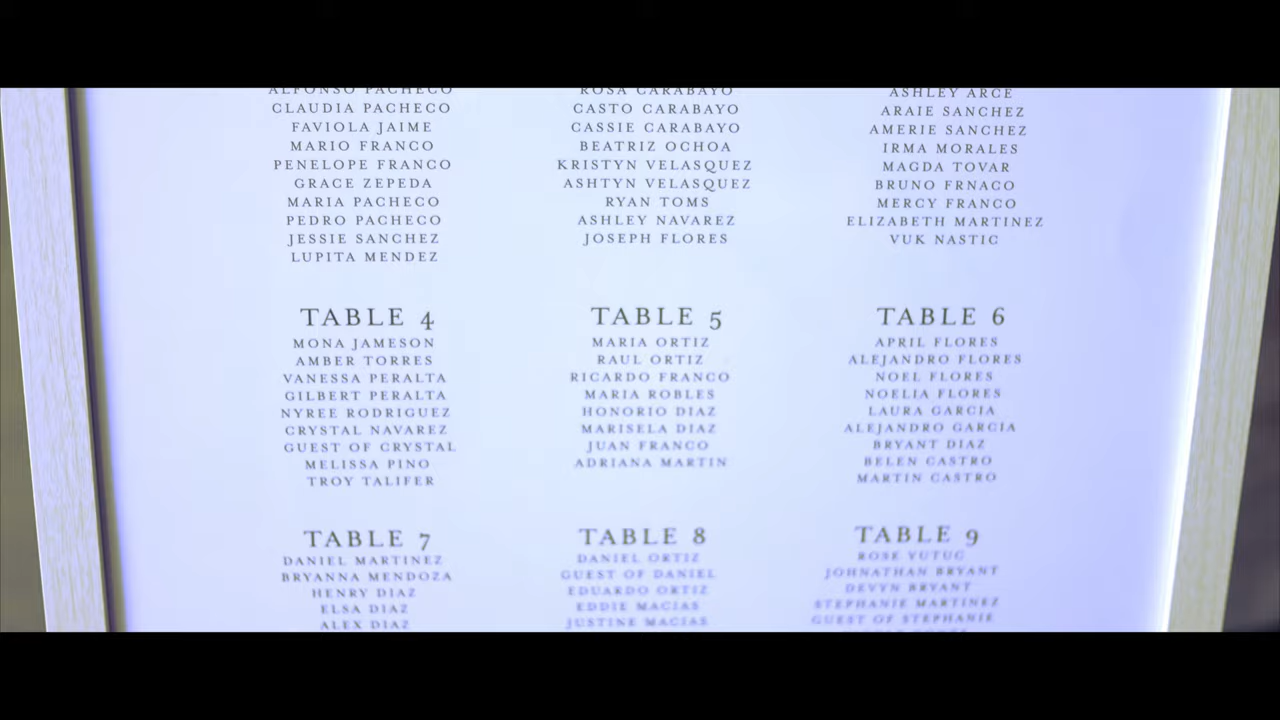 ALFONSO PACHECO
CLAUDIA PACHECO
FAVIOLA JAIME
MARIO FRANCO
PENELOPE FRANCO
GRACE ZEPEDA
MARIA PACHECO
PEDRO PACHECO
JESSIE SANCHEZ
LUPITA MENDEZ
ROSA CARABAYO
CASTO CARABAYO
CASSIE CARABAYO
BEATRIZ OCHOA
KRISTYN VELASQUEZ
ASHTYN VELASQUEZ
RYAN TOMS
ASHLEY NAVAREZ
JOSEPH FLORES
ASHLEY ARCE
ARAIE SANCHEZ
AMERIE SANCHEZ
IRMA MORALES
MAGDA TOVAR
BRUNO FRNACO
MERCY FRANCO
ELIZABETH MARTINEZ
VUK NASTIC
TABLE 4
MONA JAMESON
AMBER TORRES
VANESSA PERALTA
GILBERT PERALTA
NYREE RODRIGUEZ
CRYSTAL NAVAREZ
GUEST OF CRYSTAL
MELISSA PINO
TROY TALIFER
TABLE 5
MARIA ORTIZ
RAUL ORTIZ
RICARDO FRANCO
MARIA ROBLES
HONORIO DIAZ
MARISELA DIAZ
JUAN FRANCO
ADRIANA MARTIN
TABLE 6
APRIL FLORES
ALEJANDRO FLORES
NOEL FLORES
NOELIA FLORES
LAURA GARCIA
ALEJANDRO GARCIA
BRYANT DIAZ
BELEN CASTRO
MARTIN CASTRO
TABLE 7
DANIEL MARTINEZ
BRYANNA MENDOZA
HENRY DIAZ
ELSA DIAZ
ALEX DIAZ
TABLE 8
DANIEL ORTIZ
GUEST OF DANIEL
EDUARDO ORTIZ
EDDIE MACIAS
JUSTINE MACIAS
TABLE 9
ROSE YUTUC
JOHNATHAN BRYANT
DEVYN BRYANT
STEPHANIE MARTINEZ
GUEST OF STEPHANIE